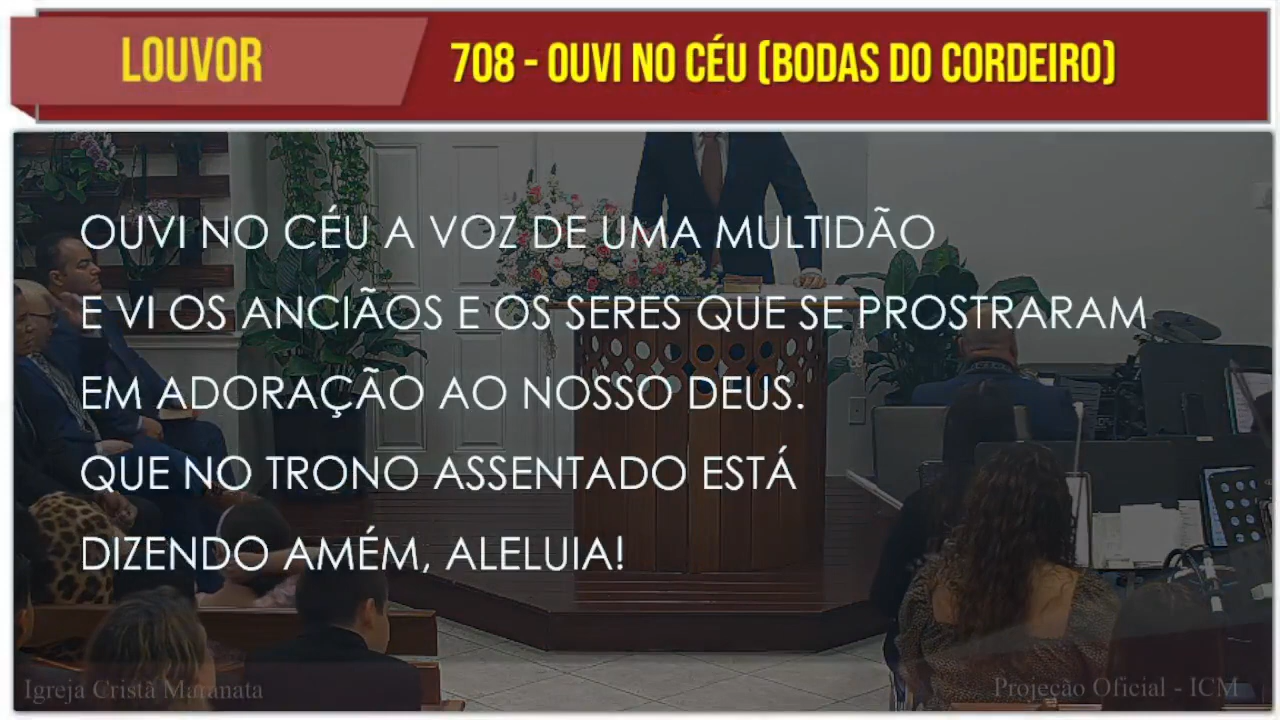 LOUVOR
708 - OUVI NO CÉU (BODAS DO CORDEIRO)
OUVI NO CÉU A VOZ DE UMA MULTIDÃO
E VI OS ANCIÃOS E OS SERES QUE SE PROSTRARAM
EM ADORAÇÃO AO NOSSO DEUS.
QUE NO TRONO ASSENTADO ESTÁ
DIZENDO AMÉM, ALELUIA!
Igreja Cristã Maranata
Projeção Oficial - ICM